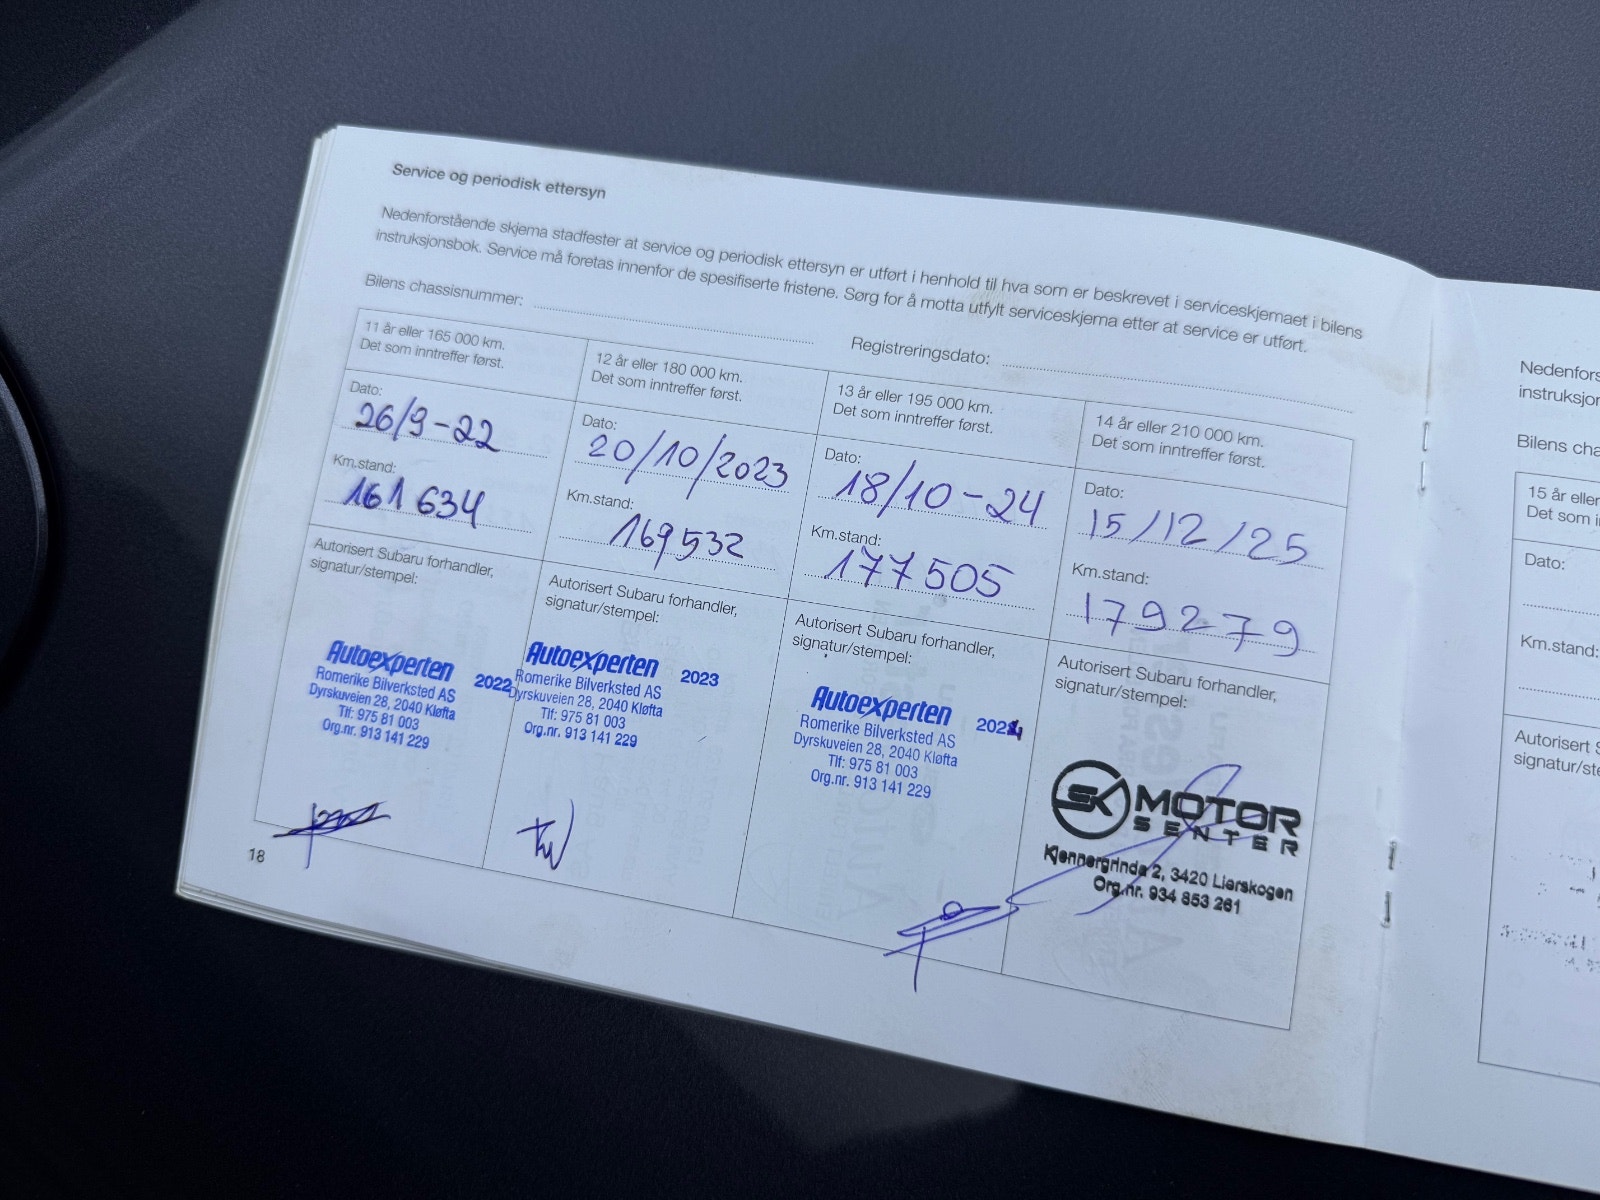 Service og periodisk ettersyn
Nedenforstående skjema stadfester at service og periodisk ettersyn er utført i henhold til hva som er beskrevet i serviceskjemaet i bilens
instruksjonsbok. Service må foretas innenfor de spesifiserte fristene. Sørg for å motta utfylt serviceskjema etter at service er utført.
Bilens chassisnummer:
Registreringsdato:
11 år eller 165 000 km.
Det som inntreffer først.
Dato:
26/9-22
Km.stand:
161 634
Autorisert Subaru forhandler,
signatur/stempel:
Autoexperten
Romerike Bilverksted AS 2022
Dyrskuveien 28, 2040 Kløfta
Tlf: 975 81 003
Org.nr. 913 141 229
18
12 år eller 180 000 km.
Det som inntreffer først.
Dato:
20/10/2023
Km.stand:
169532
Autorisert Subaru forhandler,
signatur/stempel:
Autoexperten
Romerike Bilverksted AS 2023
Dyrskuveien 28, 2040 Kløfta
Tlf: 975 81 003
Org.nr. 913 141 229
13 år eller 195 000 km.
Det som inntreffer først.
Dato:
18/10-24
Km.stand:
177505
Autorisert Subaru forhandler,
signatur/stempel:
Autoexperten
Romerike Bilverksted AS 2024
Dyrskuveien 28, 2040 Kløfta
Tlf: 975 81 003
Org.nr. 913 141 229
14 år eller 210 000 km.
Det som inntreffer først.
Dato:
15/12/25
Km.stand:
179279
Autorisert Subaru forhandler,
signatur/stempel:
SK MOTOR
SENTER
Kjennergrinda 2, 3420 Lierskogen
Org.nr. 934 853 261
instruksjon
Bilens
15 år eller
Det som
Dato:
Km.stand:
Autorisert